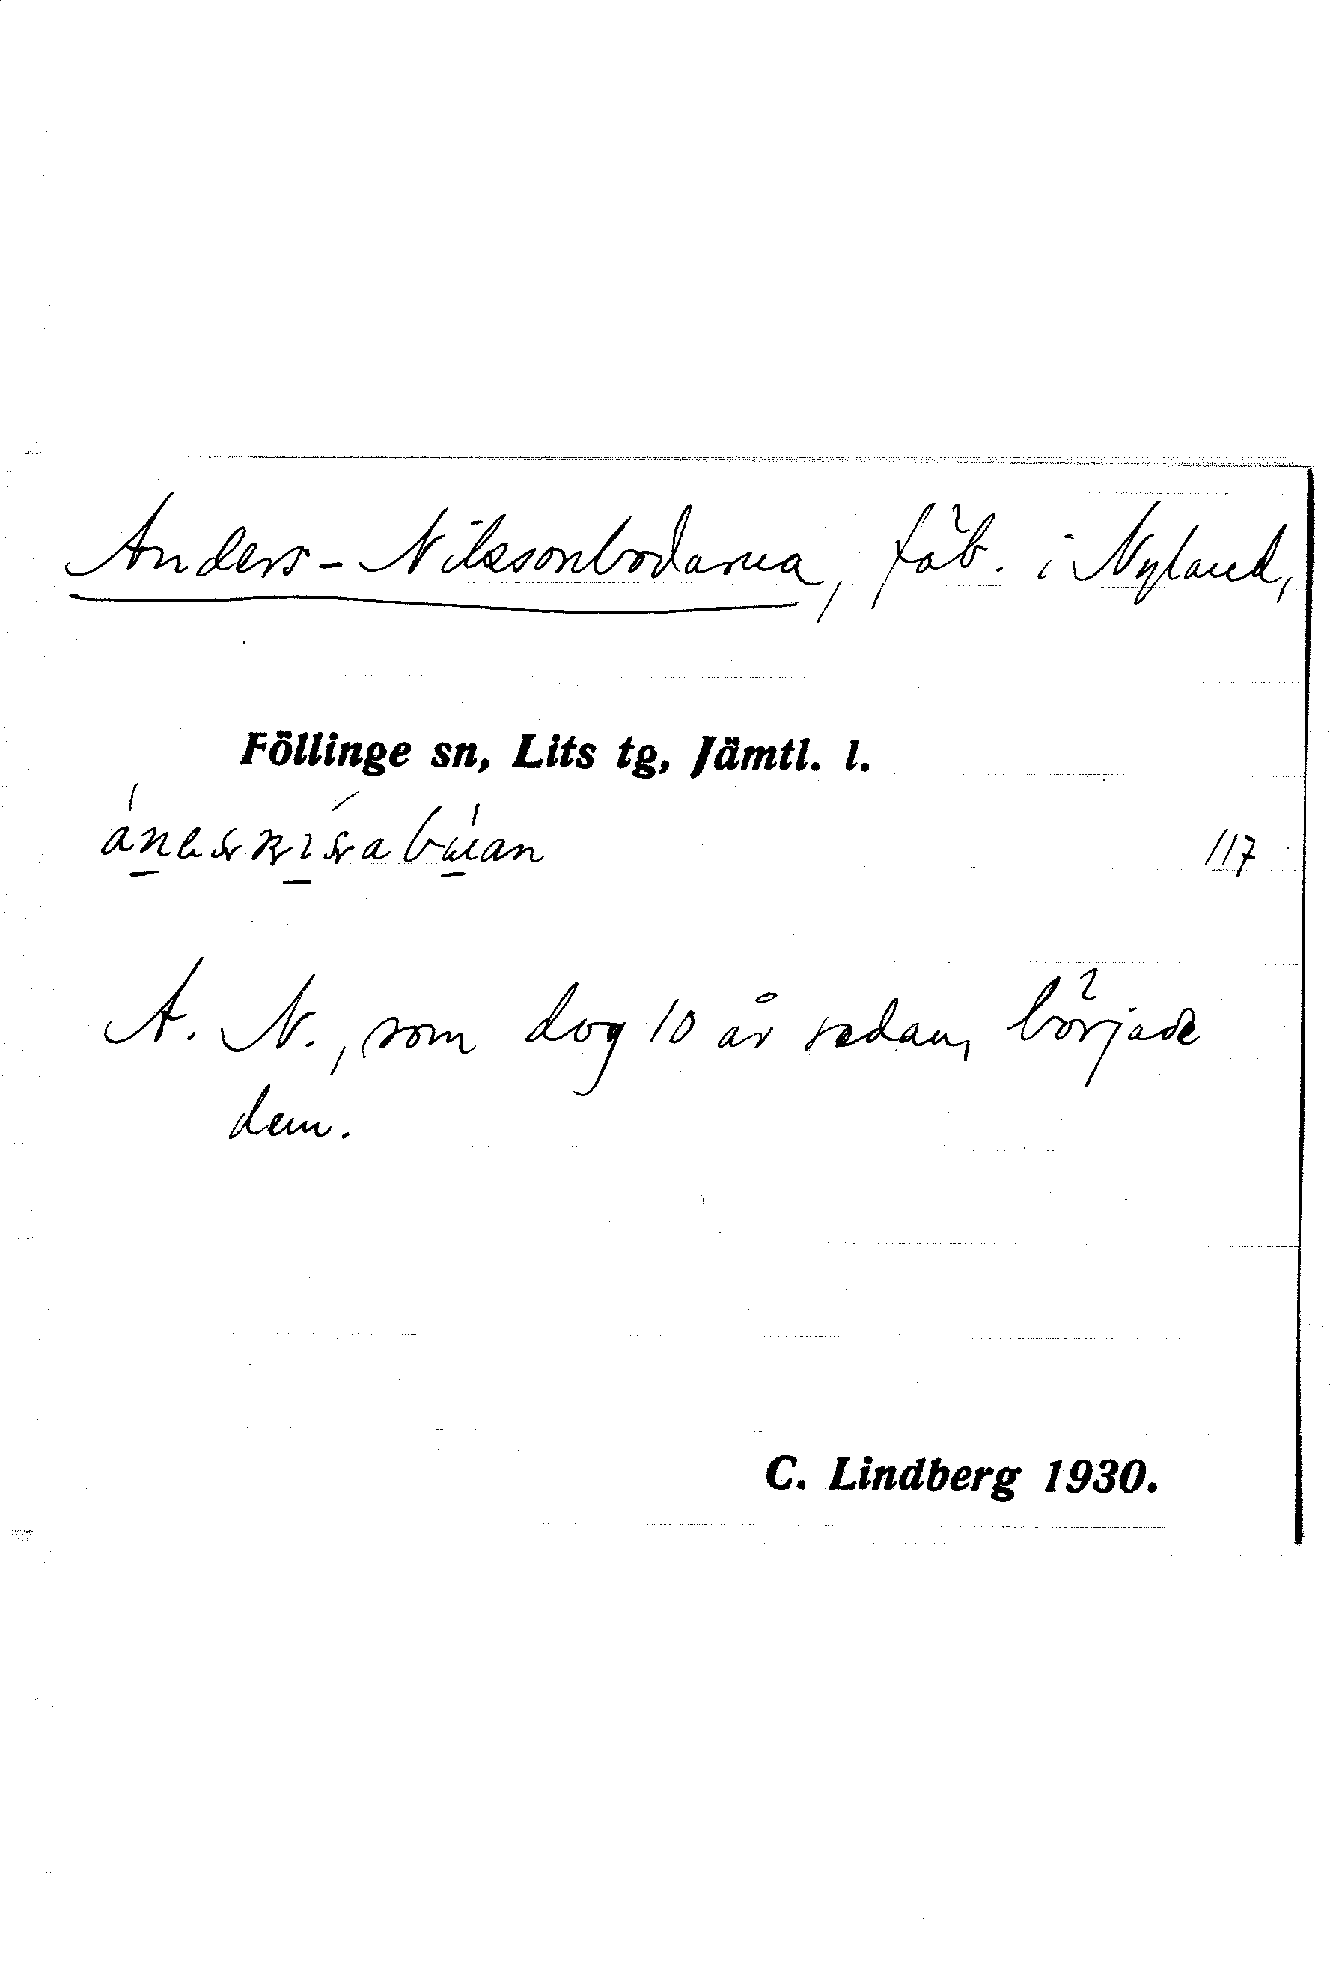 Anders-Nilssonbodarna, fäb. i Nyland,
Föllinge sn, Lits tg, Jämtl. l.
117
A. N., som dog 10 år sedan, började
dem.
C. Lindberg 1930.